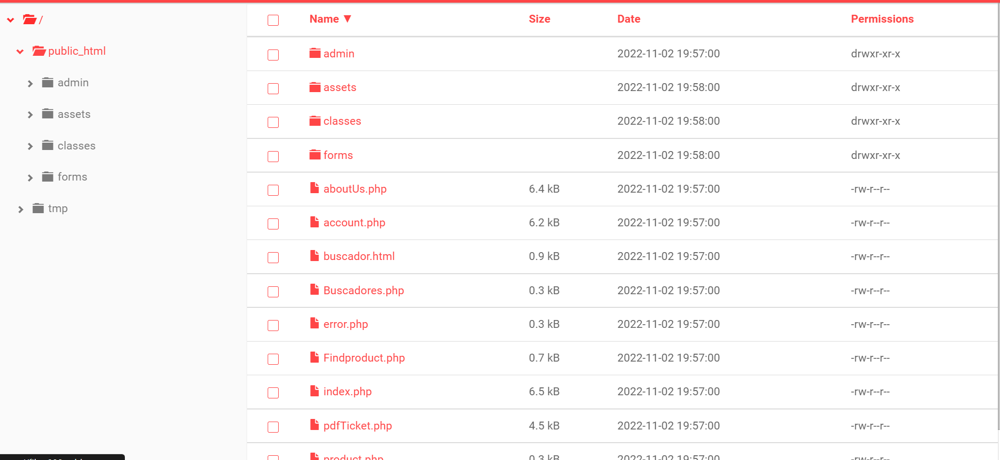 /
public_html
admin
assets
classes
forms
tmp
Name ▼ Size Date Permissions
admin 2022-11-02 19:57:00 drwxr-xr-x
assets 2022-11-02 19:58:00 drwxr-xr-x
classes 2022-11-02 19:58:00 drwxr-xr-x
forms 2022-11-02 19:58:00 drwxr-xr-x
aboutUs.php 6.4 kB 2022-11-02 19:57:00 -rw-r--r--
account.php 6.2 kB 2022-11-02 19:57:00 -rw-r--r--
buscador.html 0.9 kB 2022-11-02 19:57:00 -rw-r--r--
Buscadores.php 0.3 kB 2022-11-02 19:57:00 -rw-r--r--
error.php 0.3 kB 2022-11-02 19:57:00 -rw-r--r--
Findproduct.php 0.7 kB 2022-11-02 19:57:00 -rw-r--r--
index.php 6.5 kB 2022-11-02 19:57:00 -rw-r--r--
pdfTicket.php 4.5 kB 2022-11-02 19:57:00 -rw-r--r--
product.php 0.3 kB 2022-11-02 19:57:00 -rw-r--r--